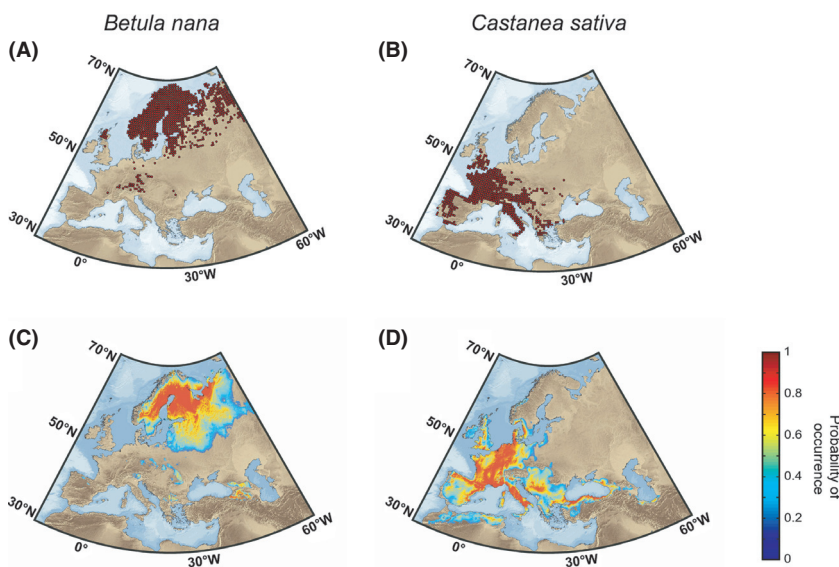 Betula nana
Castanea sativa
(A)
70°N
50°N
30°N
0°
30°W
60°W
(B)
70°N
50°N
30°N
0°
30°W
60°W
(C)
70°N
50°N
30°N
0°
30°W
60°W
(D)
70°N
50°N
30°N
0°
30°W
60°W
1
0.8
0.6
0.4
0.2
0
Probability of
occurrence